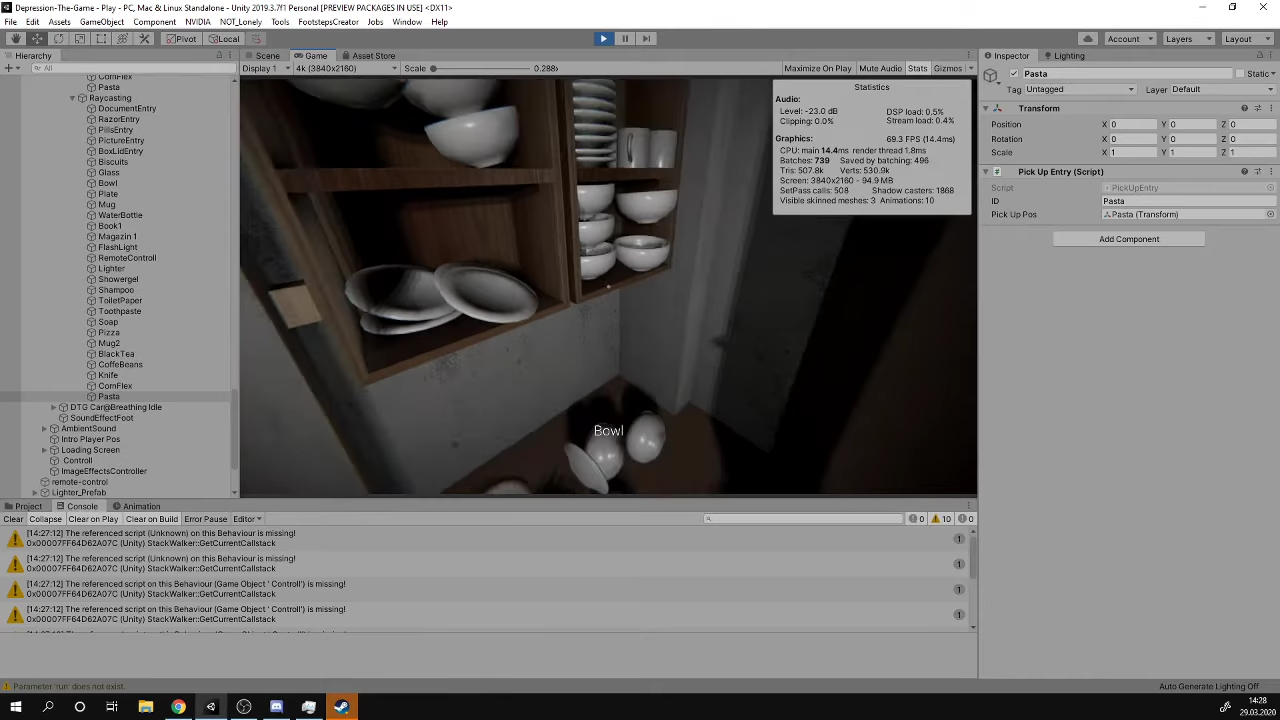 Depression-The-Game - Play - PC, Mac & Linux Standalone - Unity 2019.3.7f1 Personal [PREVIEW PACKAGES IN USE] <DX11>
File Edit Assets GameObject Component NVIDIA NOT_Lonely Tools FootstepsCreator Jobs Window Help
Pivot Local Account Layers Layout
Hierarchy Scene Game Asset Store Inspector Lighting
All Display 1 4k (3840x2160) Scale 0.288x Maximize On Play Mute Audio Stats Gizmos
CornFlex
Pasta
Raycasting
DocumentEntry
RazorEntry
PillsEntry
PictureEntry
BoxLidEntry
Biscuits
Glass
Bowl
Plate
Mug
WaterBottle
Book1
Magazin 1
FlashLight
RemoteControll
Lighter
Showergel
Shampoo
ToiletPaper
Toothpaste
Soap
Pizza
Mug2
BlackTea
CoffeBeans
Knife
CornFlex
Pasta
DTG Car@Breathing Idle
SoundEffectFoot
AmbientSound
Intro Player Pos
Loading Screen
Controll
ImageEffectsController
remote-control
Lighter_Prefab
Statistics
Audio:
Level: -23.0 dB DSP load: 0.5%
Clipping: 0.0% Stream load: 0.4%
Graphics: 69.3 FPS (14.4ms)
CPU: main 14.4ms render thread 1.8ms
Batches: 739 Saved by batching: 496
Tris: 507.8k Verts: 530.9k
Screen: 3840x2160 - 94.9 MB
SetPass calls: 508 Shadow casters: 1868
Visible skinned meshes: 3 Animations: 10
Bowl
Pasta Static
Tag Untagged Layer Default
Transform
Position X 0 Y 0 Z 0
Rotation X 0 Y 0 Z 0
Scale X 1 Y 1 Z 1
Pick Up Entry (Script)
Script PickUpEntry
ID Pasta
Pick Up Pos Pasta (Transform)
Add Component
Project Console Animation
Clear Collapse Clear on Play Clear on Build Error Pause Editor 0 10 0
[14:27:12] The referenced script (Unknown) on this Behaviour is missing!
0x00007FF64D62A07C (Unity) StackWalker::GetCurrentCallstack
1
[14:27:12] The referenced script (Unknown) on this Behaviour is missing!
0x00007FF64D62A07C (Unity) StackWalker::GetCurrentCallstack
1
[14:27:12] The referenced script on this Behaviour (Game Object ' Controll') is missing!
0x00007FF64D62A07C (Unity) StackWalker::GetCurrentCallstack
1
[14:27:12] The referenced script on this Behaviour (Game Object ' Controll') is missing!
0x00007FF64D62A07C (Unity) StackWalker::GetCurrentCallstack
1
Parameter 'run' does not exist.
Auto Generate Lighting Off
14:28
29.03.2020